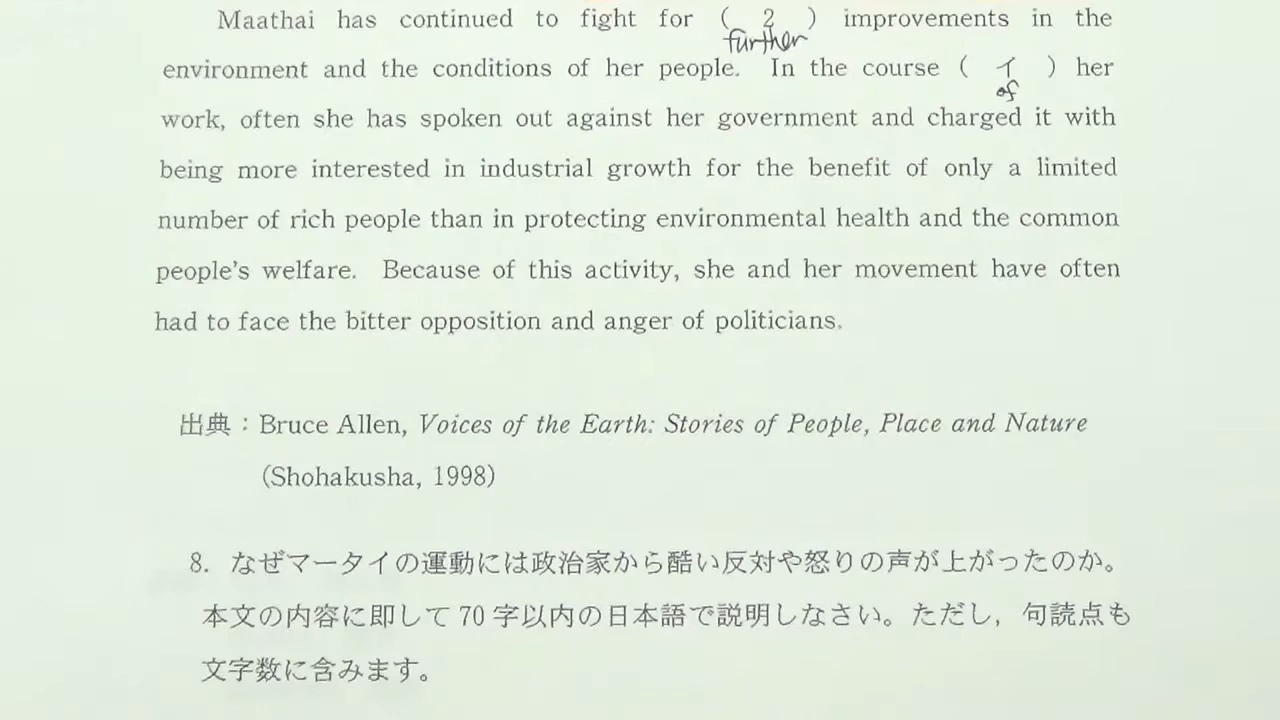 Maathai has continued to fight for ( 2 ) improvements in the
further
environment and the conditions of her people. In the course ( イ ) her
of
work, often she has spoken out against her government and charged it with
being more interested in industrial growth for the benefit of only a limited
number of rich people than in protecting environmental health and the common
people's welfare. Because of this activity, she and her movement have often
had to face the bitter opposition and anger of politicians.
出典：Bruce Allen, Voices of the Earth: Stories of People, Place and Nature
(Shohakusha, 1998)
8. なぜマータイの運動には政治家から酷い反対や怒りの声が上がったのか。
本文の内容に即して 70 字以内の日本語で説明しなさい。ただし，句読点も
文字数に含みます。